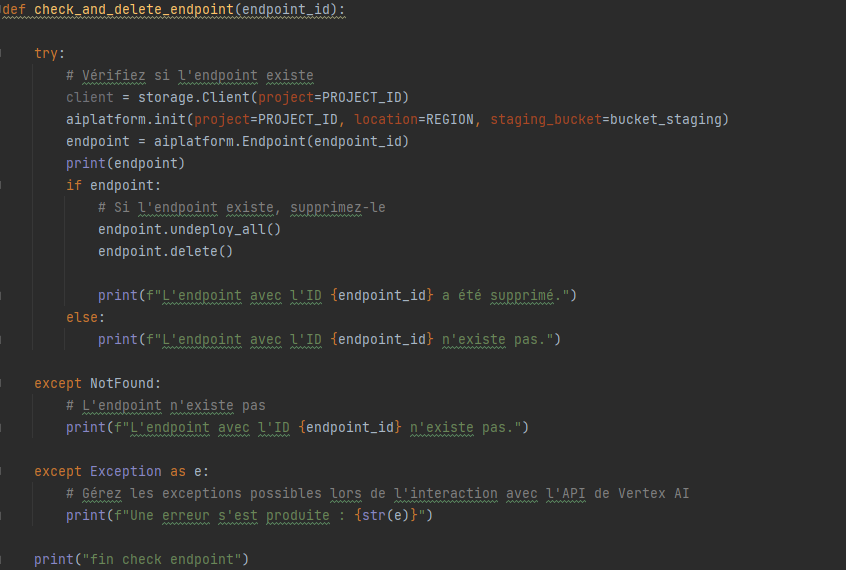 def check_and_delete_endpoint(endpoint_id):
try:
# Vérifiez si l'endpoint existe
client = storage.Client(project=PROJECT_ID)
aiplatform.init(project=PROJECT_ID, location=REGION, staging_bucket=bucket_staging)
endpoint = aiplatform.Endpoint(endpoint_id)
print(endpoint)
if endpoint:
# Si l'endpoint existe, supprimez-le
endpoint.undeploy_all()
endpoint.delete()
print(f"L'endpoint avec l'ID {endpoint_id} a été supprimé.")
else:
print(f"L'endpoint avec l'ID {endpoint_id} n'existe pas.")
except NotFound:
# L'endpoint n'existe pas
print(f"L'endpoint avec l'ID {endpoint_id} n'existe pas.")
except Exception as e:
# Gérez les exceptions possibles lors de l'interaction avec l'API de Vertex AI
print(f"Une erreur s'est produite : {str(e)}")
print("fin check endpoint")